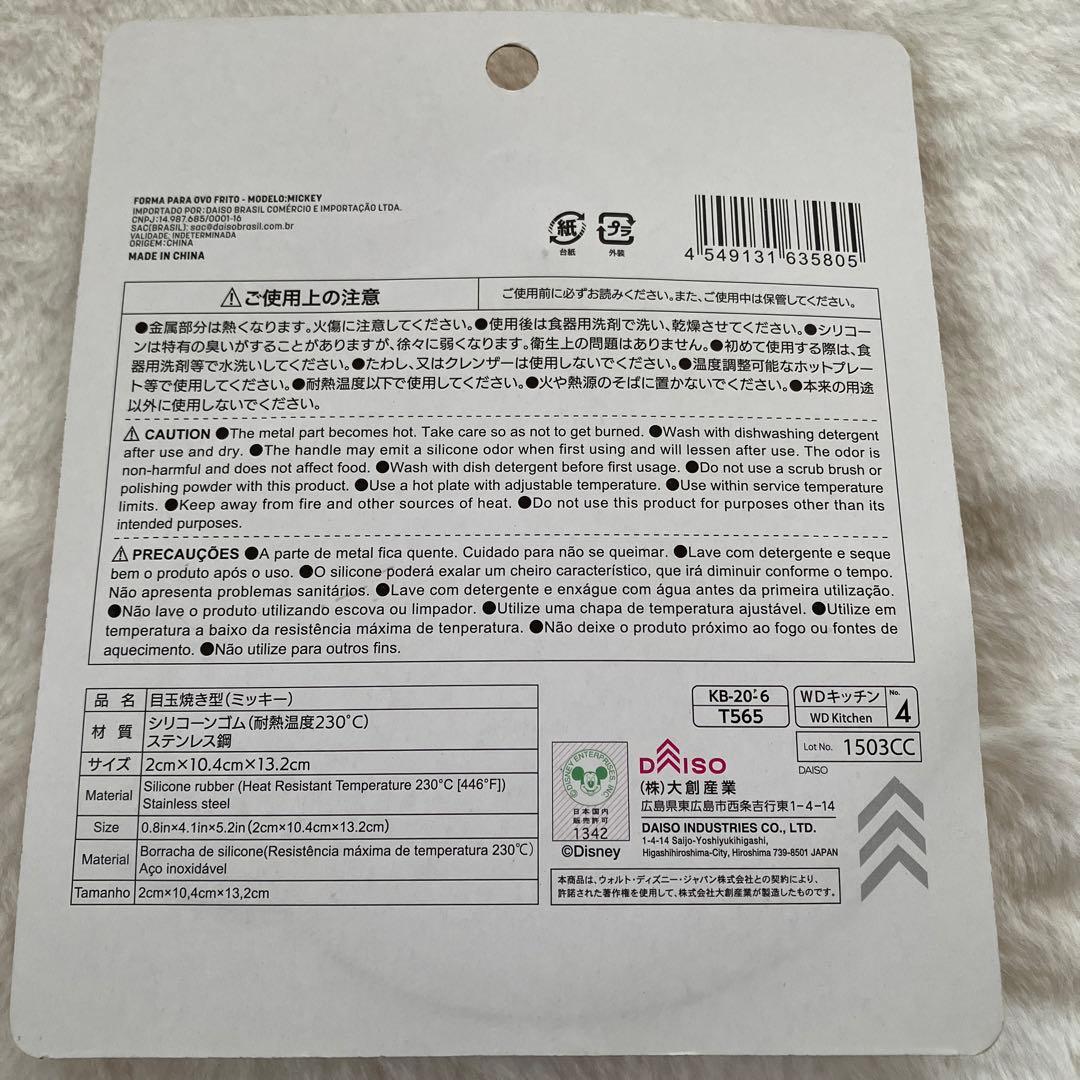 FORMA PARA OVO FRITO - MODELO:MICKEY
IMPORTADO POR:DAISO BRASIL COMÉRCIO E IMPORTAÇÃO LTDA.
CNPJ:14.987.685/0001-16
SAC(BRASIL): sac@daisobrasil.com.br
VALIDADE: INDETERMINADA
ORIGEM:CHINA
MADE IN CHINA
紙
台紙
プラ
外装
4 549131 635805
⚠ご使用上の注意
ご使用前に必ずお読みください。また、ご使用中は保管してください。
●金属部分は熱くなります。火傷に注意してください。●使用後は食器用洗剤で洗い、乾燥させてください。●シリコー
ンは特有の臭いがすることがありますが、徐々に弱くなります。衛生上の問題はありません。●初めて使用する際は、食
器用洗剤等で水洗いしてください。●たわし、又はクレンザーは使用しないでください。●温度調整可能なホットプレー
ト等で使用してください。●耐熱温度以下で使用してください。●火や熱源のそばに置かないでください。●本来の用途
以外に使用しないでください。
⚠ CAUTION ●The metal part becomes hot. Take care so as not to get burned. ●Wash with dishwashing detergent
after use and dry. ●The handle may emit a silicone odor when first using and will lessen after use. The odor is
non-harmful and does not affect food. ●Wash with dish detergent before first usage. ●Do not use a scrub brush or
polishing powder with this product. ●Use a hot plate with adjustable temperature. ●Use within service temperature
limits. ●Keep away from fire and other sources of heat. ●Do not use this product for purposes other than its
intended purposes.
⚠ PRECAUÇÕES ●A parte de metal fica quente. Cuidado para não se queimar. ●Lave com detergente e seque
bem o produto após o uso. ●O silicone poderá exalar um cheiro característico, que irá diminuir conforme o tempo.
Não apresenta problemas sanitários. ●Lave com detergente e enxágue com água antes da primeira utilização.
●Não lave o produto utilizando escova ou limpador. ●Utilize uma chapa de temperatura ajustável. ●Utilize em
temperatura a baixo da resistência máxima de tenperatura. ●Não deixe o produto próximo ao fogo ou fontes de
aquecimento. ●Não utilize para outros fins.
品 名 目玉焼き型(ミッキー)
材 質 シリコーンゴム(耐熱温度230℃)
ステンレス鋼
サイズ 2cm×10.4cm×13.2cm
Material Silicone rubber (Heat Resistant Temperature 230°C [446°F])
Stainless steel
Size 0.8in×4.1in×5.2in (2cm×10.4cm×13.2cm)
Material Borracha de silicone(Resistência máxima de temperatura 230℃)
Aço inoxidável
Tamanho 2cm×10,4cm×13,2cm
T565
WDキッチン
WD Kitchen
No. 4
Lot No. 1503CC
DAISO
©DISNEY ENTERPRISES, INC.
日本国内
販売許可
1342
©Disney
DAISO
(株)大創産業
広島県東広島市西条吉行東1-4-14
DAISO INDUSTRIES CO., LTD.
1-4-14 Saijo-Yoshiyukihigashi,
Higashihiroshima-City, Hiroshima 739-8501 JAPAN
本商品は、ウォルト・ディズニー・ジャパン株式会社との契約により、
許諾された著作権を使用して、株式会社大創産業が製造したものです。